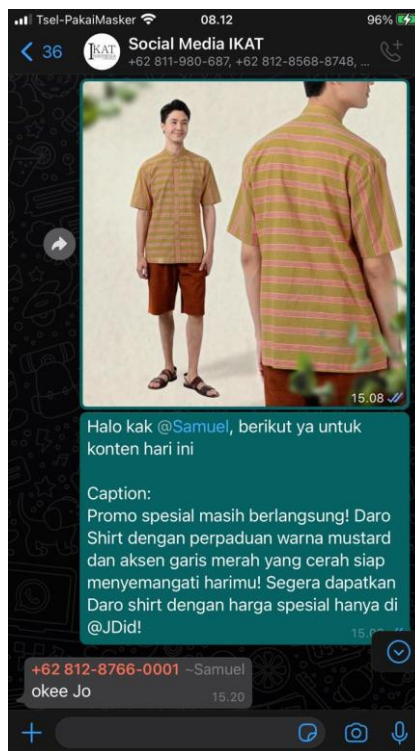 Tsel-PakaiMasker 08.12 96%
36 IKAT Social Media IKAT
+62 811-980-687, +62 812-8568-8748, ...
15.08
Halo kak @Samuel, berikut ya untuk
konten hari ini
Caption:
Promo spesial masih berlangsung! Daro
Shirt dengan perpaduan warna mustard
dan aksen garis merah yang cerah siap
menyemangati harimu! Segera dapatkan
Daro shirt dengan harga spesial hanya di
@JDid!
+62 812-8766-0001 ~Samuel
okee Jo
15.20